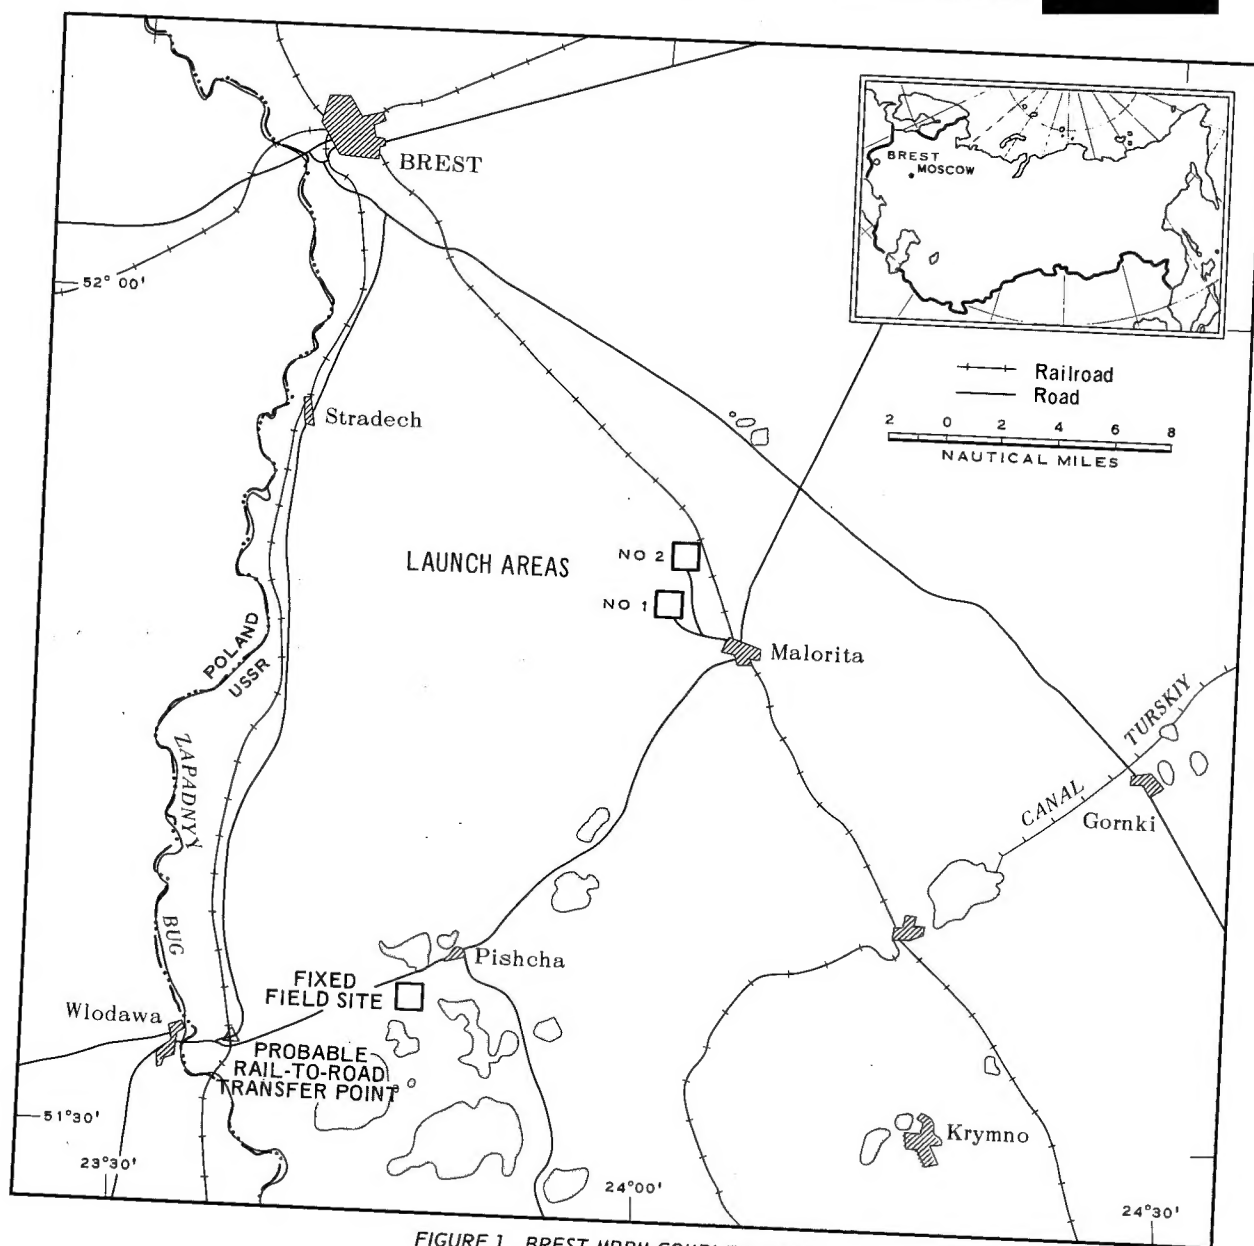 BREST
BREST
MOSCOW
52° 00'
Railroad
Road
2 0 2 4 6 8
NAUTICAL MILES
Stradech
LAUNCH AREAS
NO 2
NO 1
Malorita
POLAND
USSR
ZAPADNYY
BUG
TURSKIY
CANAL
Gornki
Pishcha
FIXED
FIELD SITE
Wlodawa
PROBABLE
RAIL-TO-ROAD
TRANSFER POINT
51°30'
Krymno
23°30'
24°00'
24°30'
FIGURE 1. BREST MRBM